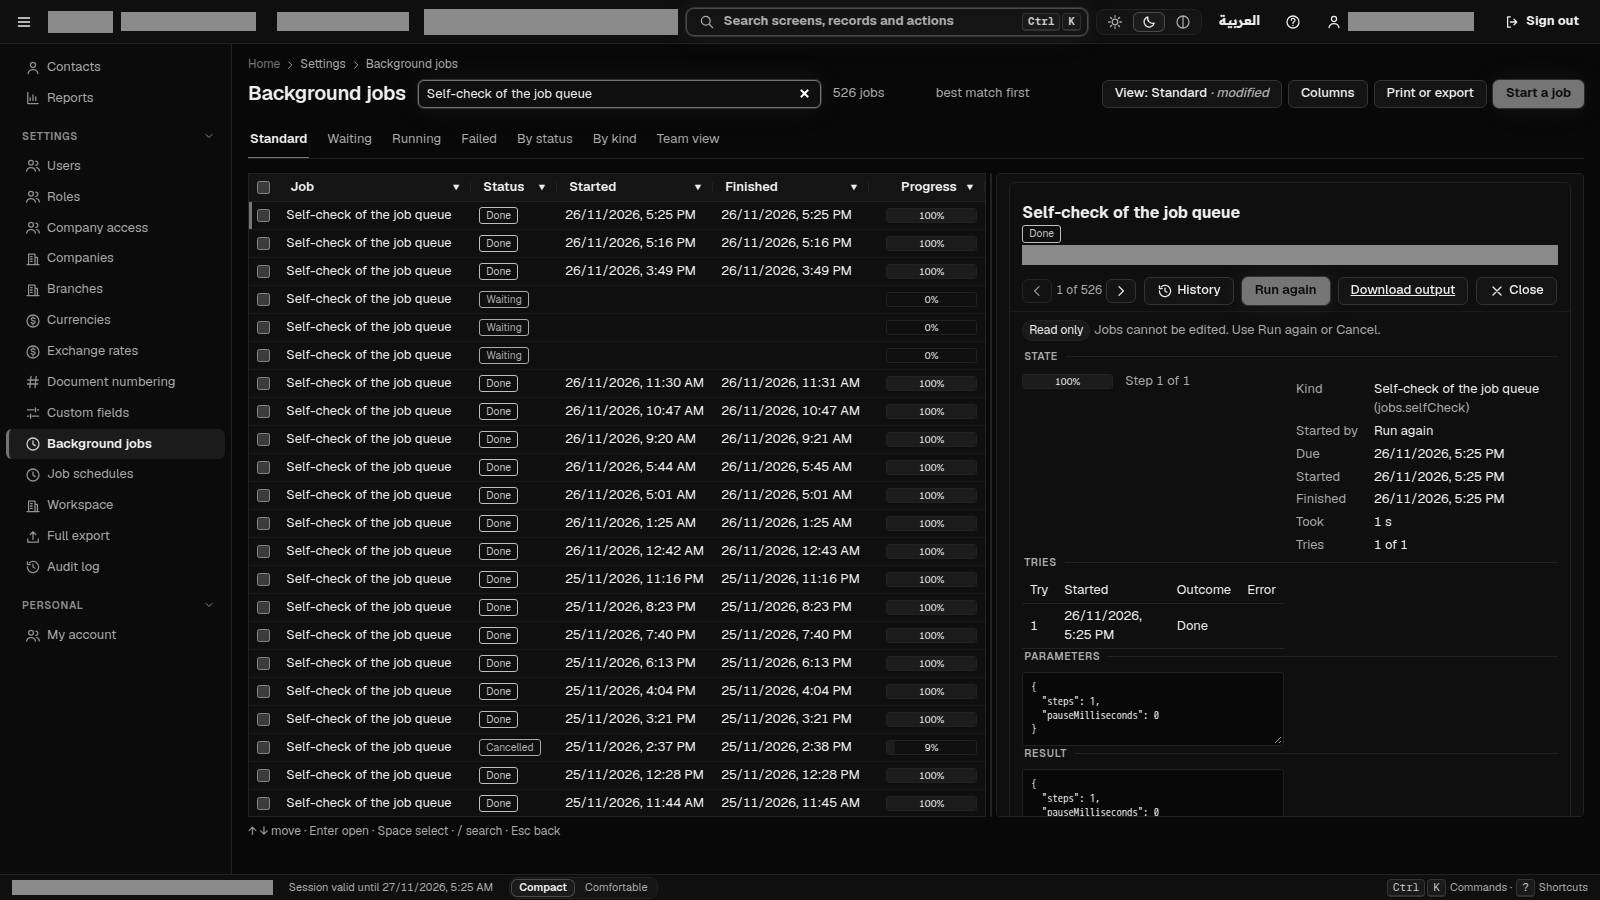 Search screens, records and actions Ctrl K
العربية
Sign out
Contacts
Reports
SETTINGS
Users
Roles
Company access
Companies
Branches
Currencies
Exchange rates
Document numbering
Custom fields
Background jobs
Job schedules
Workspace
Full export
Audit log
PERSONAL
My account
Home > Settings > Background jobs
Background jobs
Self-check of the job queue
526 jobs
best match first
View: Standard · modified
Columns
Print or export
Start a job
Standard Waiting Running Failed By status By kind Team view
Job Status Started Finished Progress
Self-check of the job queue Done 26/11/2026, 5:25 PM 26/11/2026, 5:25 PM 100%
Self-check of the job queue Done 26/11/2026, 5:16 PM 26/11/2026, 5:16 PM 100%
Self-check of the job queue Done 26/11/2026, 3:49 PM 26/11/2026, 3:49 PM 100%
Self-check of the job queue Waiting 0%
Self-check of the job queue Waiting 0%
Self-check of the job queue Waiting 0%
Self-check of the job queue Done 26/11/2026, 11:30 AM 26/11/2026, 11:31 AM 100%
Self-check of the job queue Done 26/11/2026, 10:47 AM 26/11/2026, 10:47 AM 100%
Self-check of the job queue Done 26/11/2026, 9:20 AM 26/11/2026, 9:21 AM 100%
Self-check of the job queue Done 26/11/2026, 5:44 AM 26/11/2026, 5:45 AM 100%
Self-check of the job queue Done 26/11/2026, 5:01 AM 26/11/2026, 5:01 AM 100%
Self-check of the job queue Done 26/11/2026, 1:25 AM 26/11/2026, 1:25 AM 100%
Self-check of the job queue Done 26/11/2026, 12:42 AM 26/11/2026, 12:43 AM 100%
Self-check of the job queue Done 25/11/2026, 11:16 PM 25/11/2026, 11:16 PM 100%
Self-check of the job queue Done 25/11/2026, 8:23 PM 25/11/2026, 8:23 PM 100%
Self-check of the job queue Done 25/11/2026, 7:40 PM 25/11/2026, 7:40 PM 100%
Self-check of the job queue Done 25/11/2026, 6:13 PM 25/11/2026, 6:13 PM 100%
Self-check of the job queue Done 25/11/2026, 4:04 PM 25/11/2026, 4:04 PM 100%
Self-check of the job queue Done 25/11/2026, 3:21 PM 25/11/2026, 3:21 PM 100%
Self-check of the job queue Cancelled 25/11/2026, 2:37 PM 25/11/2026, 2:38 PM 9%
Self-check of the job queue Done 25/11/2026, 12:28 PM 25/11/2026, 12:28 PM 100%
Self-check of the job queue Done 25/11/2026, 11:44 AM 25/11/2026, 11:45 AM 100%
↑↓ move · Enter open · Space select · / search · Esc back
Self-check of the job queue
Done
1 of 526
History
Run again
Download output
Close
Read only Jobs cannot be edited. Use Run again or Cancel.
STATE
100% Step 1 of 1
Kind Self-check of the job queue
(jobs.selfCheck)
Started by Run again
Due 26/11/2026, 5:25 PM
Started 26/11/2026, 5:25 PM
Finished 26/11/2026, 5:25 PM
Took 1 s
Tries 1 of 1
TRIES
Try Started Outcome Error
1 26/11/2026, 5:25 PM Done
PARAMETERS
{
"steps": 1,
"pauseMilliseconds": 0
}
RESULT
{
"steps": 1,
"pauseMilliseconds": 0
Session valid until 27/11/2026, 5:25 AM
Compact Comfortable
Ctrl K Commands · ? Shortcuts